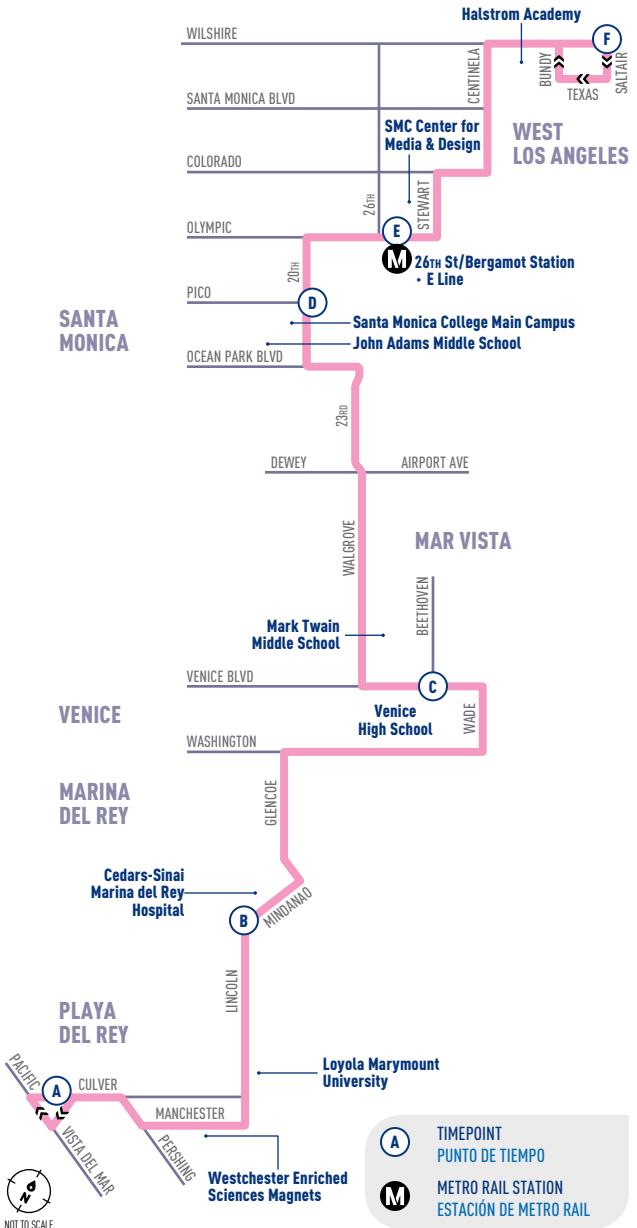 Halstrom Academy
WILSHIRE
F
CENTINELA
BUNDY
SALTAIR
TEXAS
SANTA MONICA BLVD
SMC Center for
Media & Design
WEST
LOS ANGELES
COLORADO
26TH
STEWART
OLYMPIC
E
M
26TH St/Bergamot Station
· E Line
20TH
PICO
D
SANTA
MONICA
Santa Monica College Main Campus
John Adams Middle School
OCEAN PARK BLVD
23RD
DEWEY
AIRPORT AVE
WALGROVE
MAR VISTA
BEETHOVEN
Mark Twain
Middle School
VENICE BLVD
C
VENICE
Venice
High School
WADE
WASHINGTON
MARINA
DEL REY
GLENCOE
Cedars-Sinai
Marina del Rey
Hospital
MINDANAO
B
LINCOLN
PLAYA
DEL REY
PACIFIC
A
CULVER
Loyola Marymount
University
MANCHESTER
VISTA DEL MAR
PERSHING
Westchester Enriched
Sciences Magnets
N
NOT TO SCALE
A
TIMEPOINT
PUNTO DE TIEMPO
M
METRO RAIL STATION
ESTACIÓN DE METRO RAIL